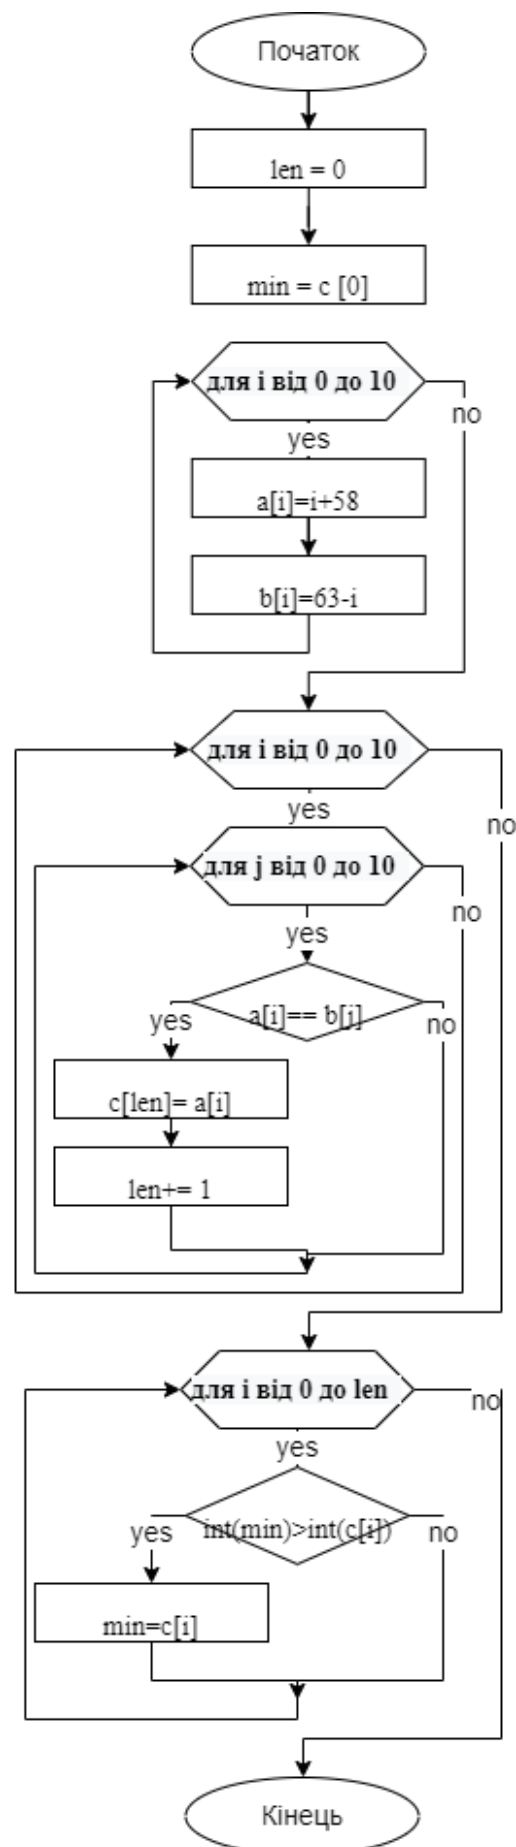 Початок
len = 0
min = c [0]
для i від 0 до 10
no
yes
a[i]=i+58
b[i]=63-i
для i від 0 до 10
yes
no
для j від 0 до 10
no
yes
a[i]== b[j]
yes
no
c[len]= a[i]
len+= 1
для i від 0 до len
no
yes
int(min)>int(c[i])
yes
no
min=c[i]
Кінець